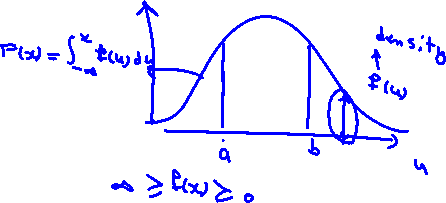 F(x) = ∫_{-∞}^{x} f(u) du
density
f(u)
a
b
u
∞ ≥ f(x) ≥ 0